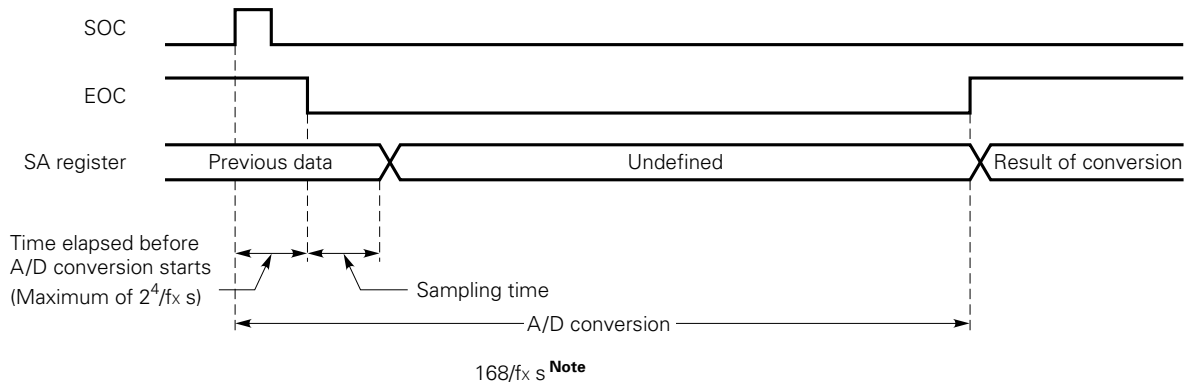 SOC
EOC
SA register
Previous data
Undefined
Result of conversion
Time elapsed before
A/D conversion starts
(Maximum of 2⁴/fx s)
Sampling time
A/D conversion
168/fx s Note